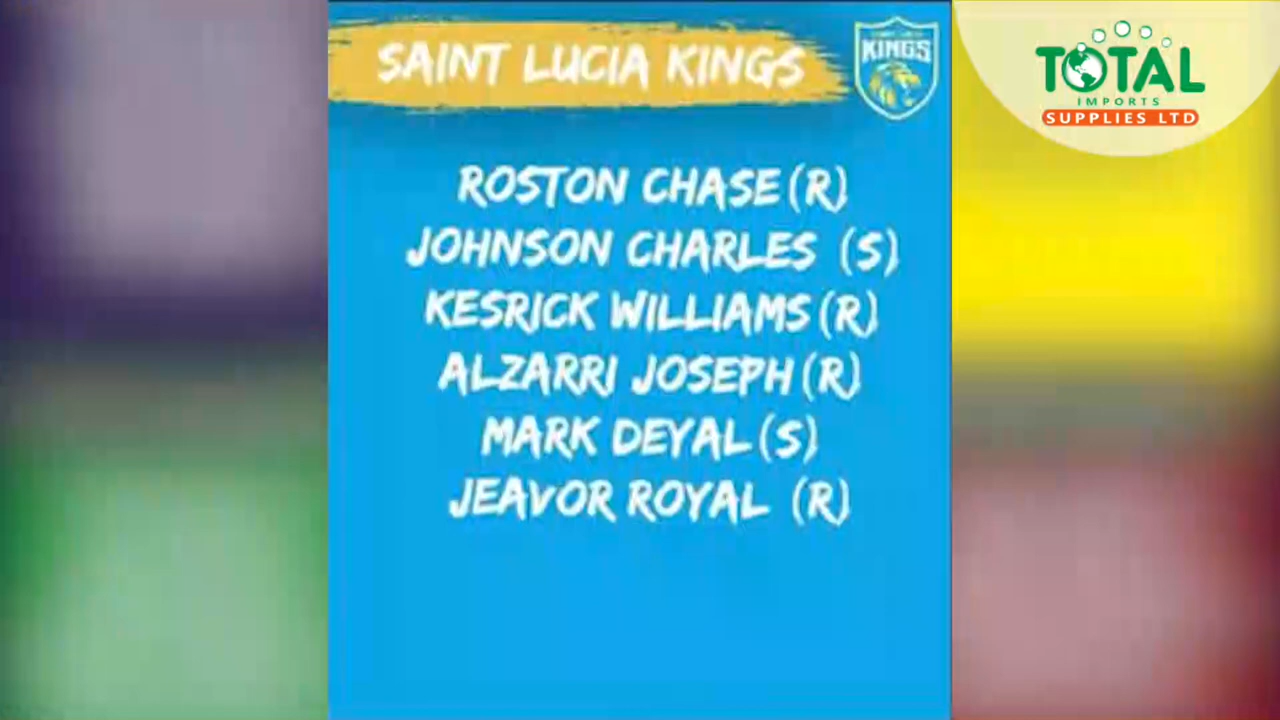 SAINT LUCIA KINGS
KINGS
TOTAL
IMPORTS
SUPPLIES LTD
ROSTON CHASE (R)
JOHNSON CHARLES (S)
KESRICK WILLIAMS (R)
ALZARRI JOSEPH (R)
MARK DEYAL (S)
JEAVOR ROYAL (R)